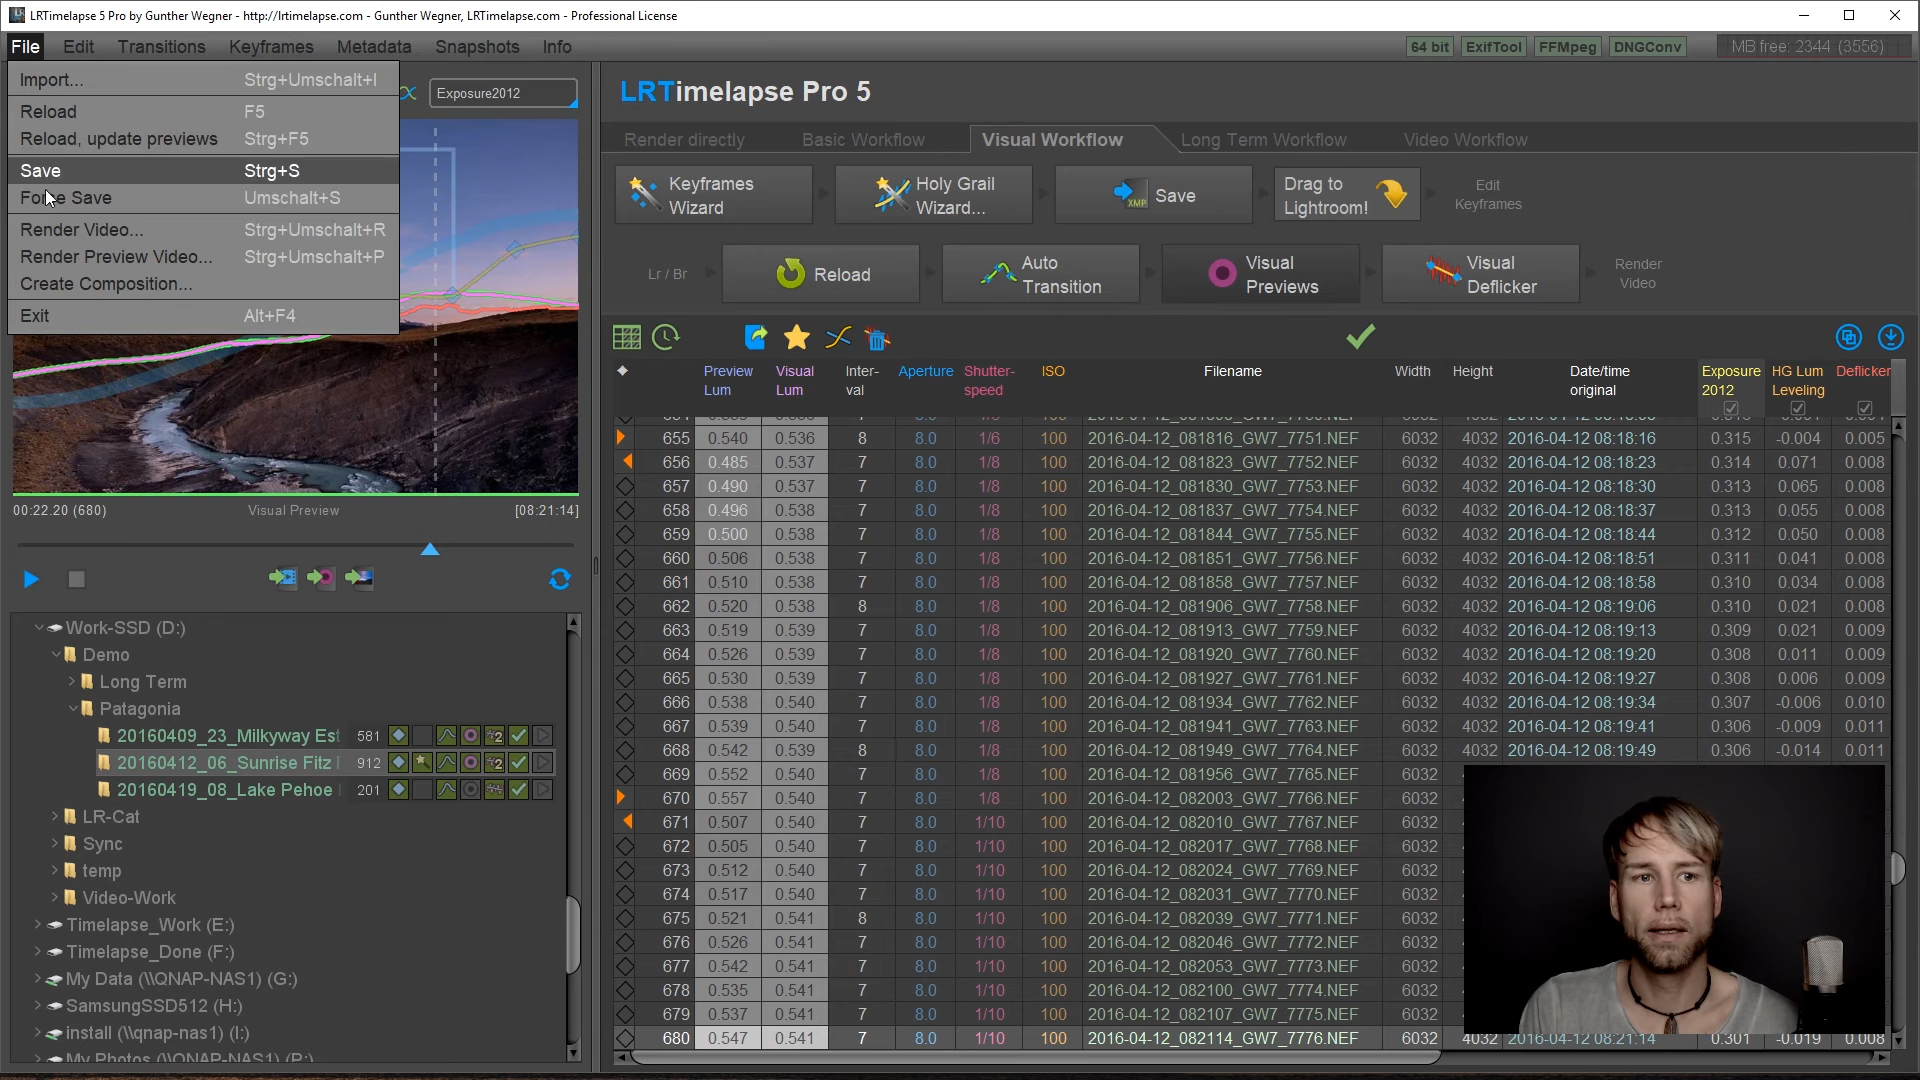 LRTimelapse 5 Pro by Gunther Wegner - http://lrtimelapse.com - Gunther Wegner, LRTimelapse.com - Professional License
File Edit Transitions Keyframes Metadata Snapshots Info
64 bit ExifTool FFMpeg DNGConv MB free: 2344 (3556)
Import... Strg+Umschalt+I
Reload F5
Reload, update previews Strg+F5
Save Strg+S
Force Save Umschalt+S
Render Video... Strg+Umschalt+R
Render Preview Video... Strg+Umschalt+P
Create Composition... 
Exit Alt+F4
Exposure2012
00:22.20 (680) Visual Preview [08:21:14]
Work-SSD (D:)
Demo
Long Term
Patagonia
20160409_23_Milkyway Est 581
20160412_06_Sunrise Fitz 912
20160419_08_Lake Pehoe 201
LR-Cat
Sync
temp
Video-Work
Timelapse_Work (E:)
Timelapse_Done (F:)
My Data (\\QNAP-NAS1) (G:)
SamsungSSD512 (H:)
install (\\qnap-nas1) (I:)
My Photos (\\QNAP-NAS1) (P:)
LRTimelapse Pro 5
Render directly Basic Workflow Visual Workflow Long Term Workflow Video Workflow
Keyframes
Wizard
Holy Grail
Wizard...
XMP
Save
Drag to
Lightroom!
Edit
Keyframes
Lr / Br
Reload
Auto
Transition
Visual
Previews
Visual
Deflicker
Render
Video
Preview
Lum
Visual
Lum
Inter-
val
Aperture
Shutter-
speed
ISO
Filename
Width
Height
Date/time
original
Exposure
2012
HG Lum
Leveling
Deflicker
655 0.540 0.536 8 8.0 1/6 100 2016-04-12_081816_GW7_7751.NEF 6032 4032 2016-04-12 08:18:16 0.315 -0.004 0.005
656 0.485 0.537 7 8.0 1/8 100 2016-04-12_081823_GW7_7752.NEF 6032 4032 2016-04-12 08:18:23 0.314 0.071 0.008
657 0.490 0.537 7 8.0 1/8 100 2016-04-12_081830_GW7_7753.NEF 6032 4032 2016-04-12 08:18:30 0.313 0.065 0.008
658 0.496 0.538 7 8.0 1/8 100 2016-04-12_081837_GW7_7754.NEF 6032 4032 2016-04-12 08:18:37 0.313 0.055 0.008
659 0.500 0.538 7 8.0 1/8 100 2016-04-12_081844_GW7_7755.NEF 6032 4032 2016-04-12 08:18:44 0.312 0.050 0.008
660 0.506 0.538 7 8.0 1/8 100 2016-04-12_081851_GW7_7756.NEF 6032 4032 2016-04-12 08:18:51 0.311 0.041 0.008
661 0.510 0.538 7 8.0 1/8 100 2016-04-12_081858_GW7_7757.NEF 6032 4032 2016-04-12 08:18:58 0.310 0.034 0.008
662 0.520 0.538 8 8.0 1/8 100 2016-04-12_081906_GW7_7758.NEF 6032 4032 2016-04-12 08:19:06 0.310 0.021 0.008
663 0.519 0.539 7 8.0 1/8 100 2016-04-12_081913_GW7_7759.NEF 6032 4032 2016-04-12 08:19:13 0.309 0.021 0.009
664 0.526 0.539 7 8.0 1/8 100 2016-04-12_081920_GW7_7760.NEF 6032 4032 2016-04-12 08:19:20 0.308 0.011 0.009
665 0.530 0.539 7 8.0 1/8 100 2016-04-12_081927_GW7_7761.NEF 6032 4032 2016-04-12 08:19:27 0.308 0.006 0.009
666 0.538 0.540 7 8.0 1/8 100 2016-04-12_081934_GW7_7762.NEF 6032 4032 2016-04-12 08:19:34 0.307 -0.006 0.010
667 0.539 0.540 7 8.0 1/8 100 2016-04-12_081941_GW7_7763.NEF 6032 4032 2016-04-12 08:19:41 0.306 -0.009 0.011
668 0.542 0.539 8 8.0 1/8 100 2016-04-12_081949_GW7_7764.NEF 6032 4032 2016-04-12 08:19:49 0.306 -0.014 0.011
669 0.552 0.540 7 8.0 1/8 100 2016-04-12_081956_GW7_7765.NEF 6032
670 0.557 0.540 7 8.0 1/8 100 2016-04-12_082003_GW7_7766.NEF 6032
671 0.507 0.540 7 8.0 1/10 100 2016-04-12_082010_GW7_7767.NEF 6032
672 0.505 0.540 7 8.0 1/10 100 2016-04-12_082017_GW7_7768.NEF 6032
673 0.512 0.540 7 8.0 1/10 100 2016-04-12_082024_GW7_7769.NEF 6032
674 0.517 0.540 7 8.0 1/10 100 2016-04-12_082031_GW7_7770.NEF 6032
675 0.521 0.541 8 8.0 1/10 100 2016-04-12_082039_GW7_7771.NEF 6032
676 0.526 0.541 7 8.0 1/10 100 2016-04-12_082046_GW7_7772.NEF 6032
677 0.542 0.541 7 8.0 1/10 100 2016-04-12_082053_GW7_7773.NEF 6032
678 0.535 0.541 7 8.0 1/10 100 2016-04-12_082100_GW7_7774.NEF 6032
679 0.537 0.541 7 8.0 1/10 100 2016-04-12_082107_GW7_7775.NEF 6032
680 0.547 0.541 7 8.0 1/10 100 2016-04-12_082114_GW7_7776.NEF 6032 4032 2016-04-12 08:21:14 0.301 -0.019 0.008